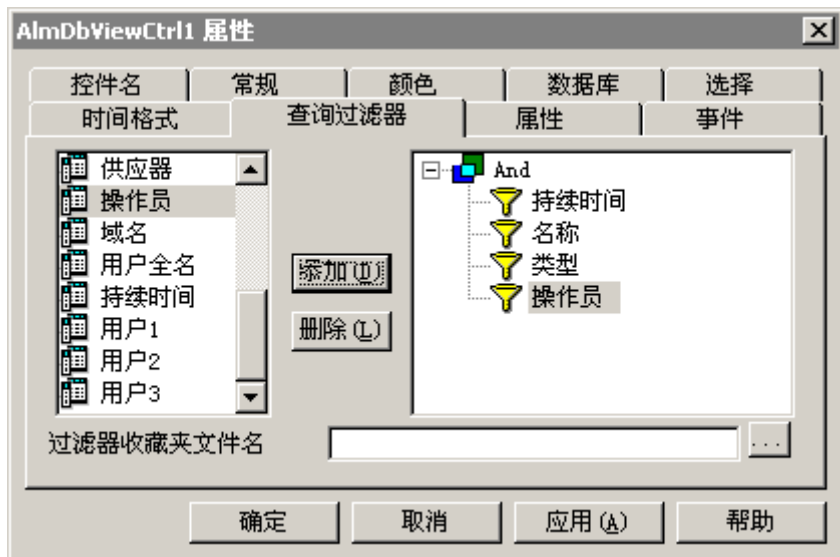 AlmDbViewCtrl1 属性
控件名 常规 颜色 数据库 选择
时间格式 查询过滤器 属性 事件
供应器
操作员
域名
用户全名
持续时间
用户1
用户2
用户3
添加(D)
删除(L)
And
持续时间
名称
类型
操作员
过滤器收藏夹文件名
...
确定 取消 应用(A) 帮助